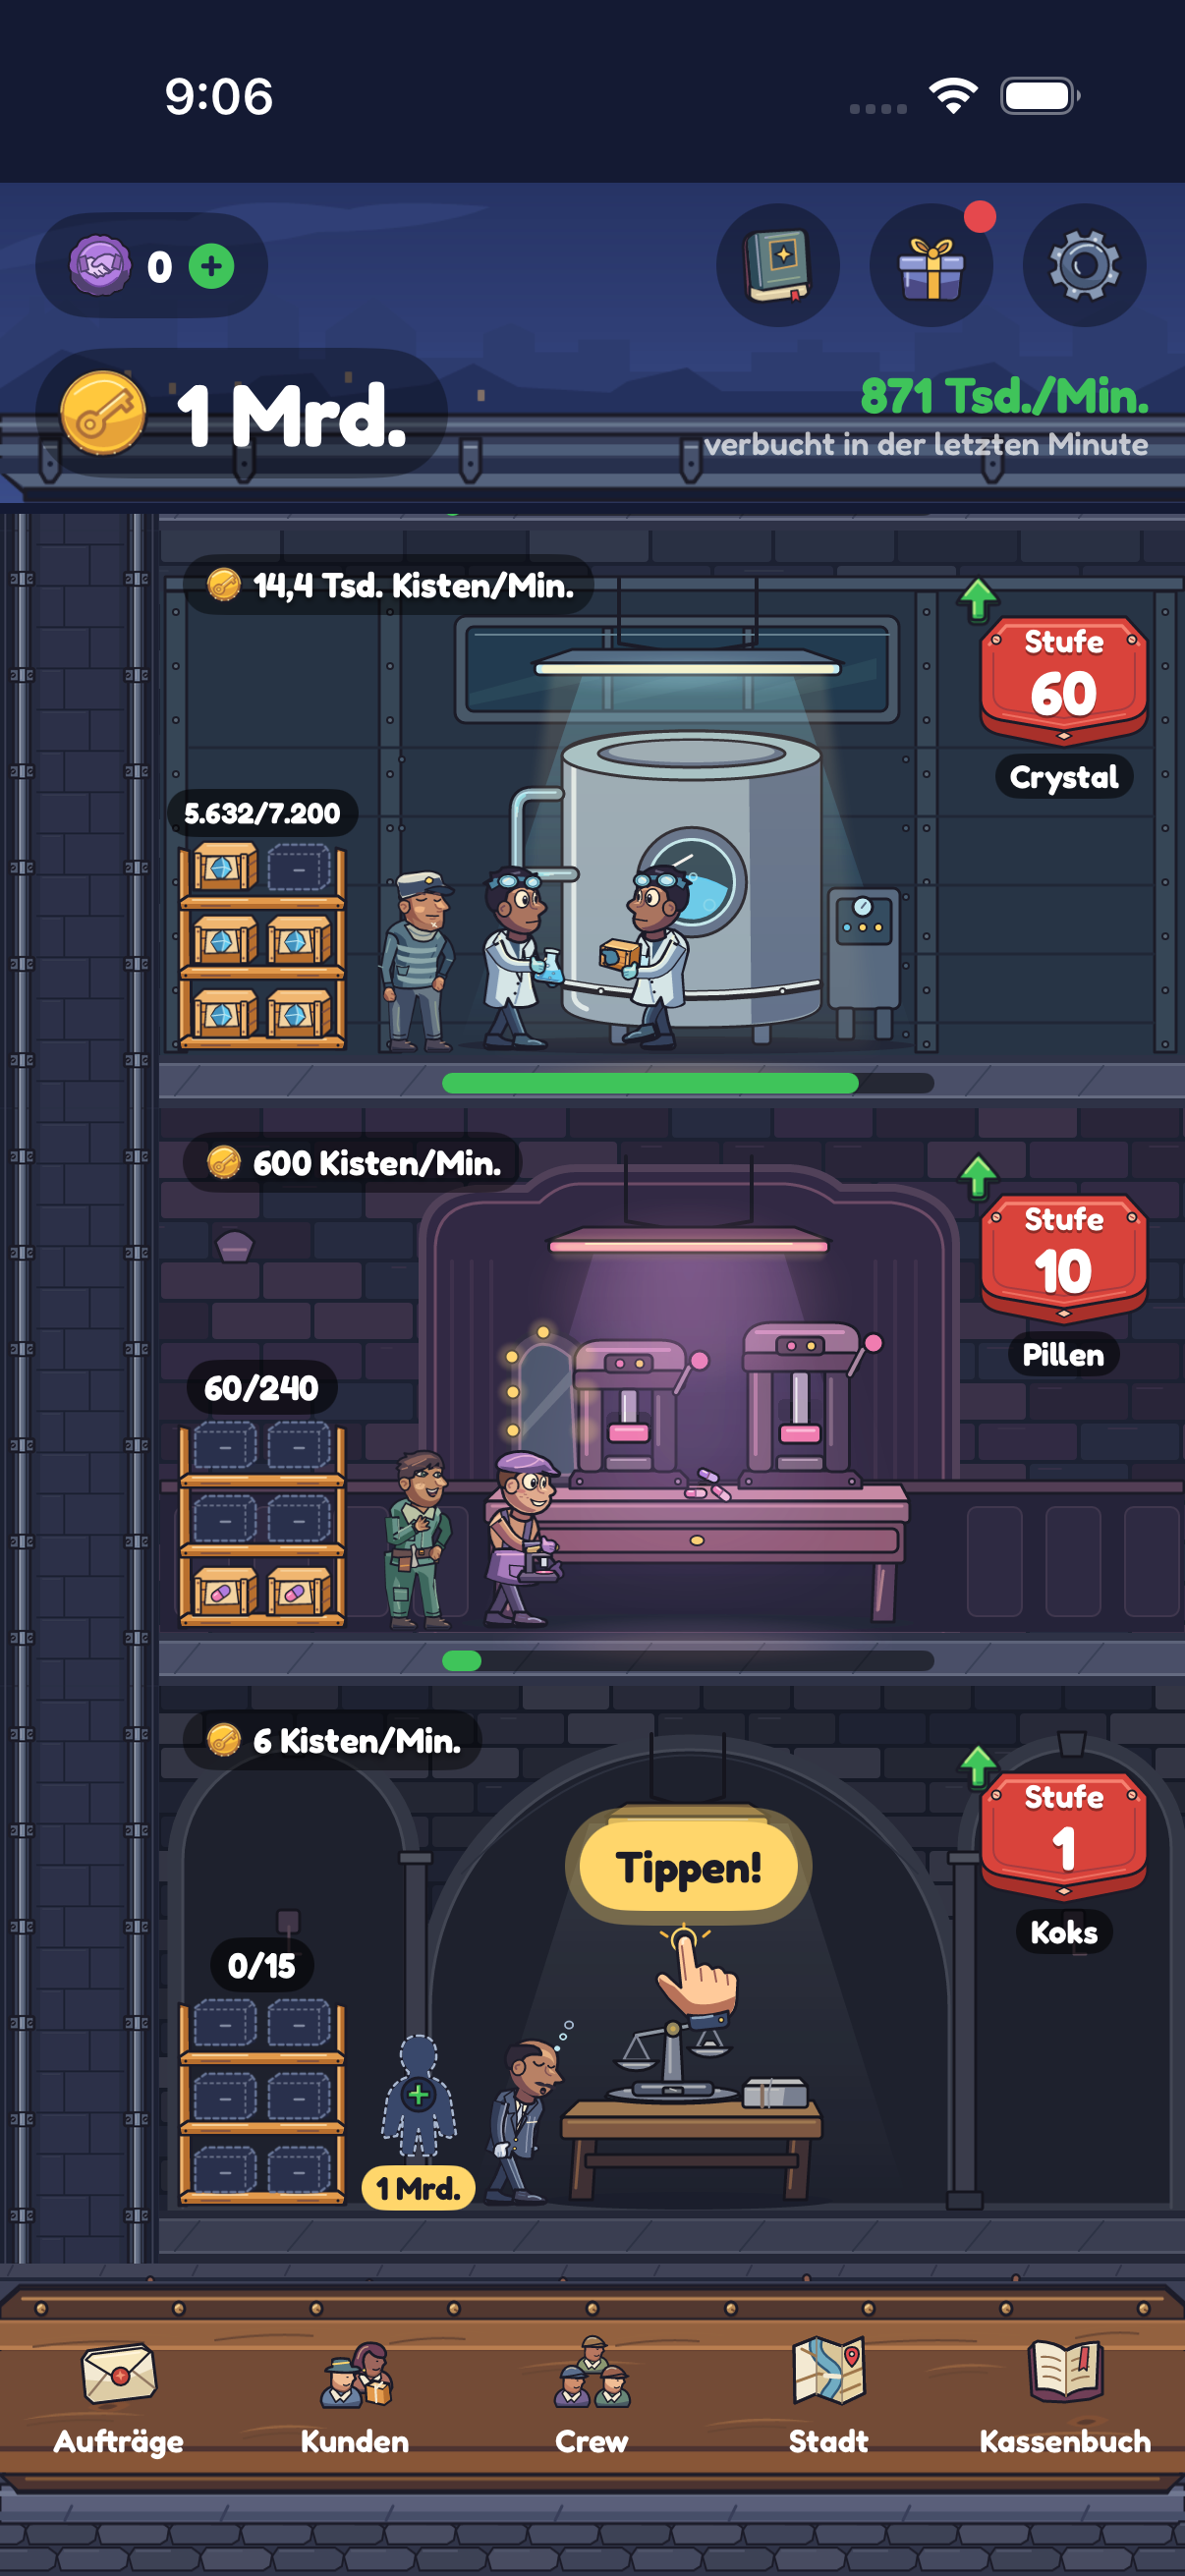 9:06
0
1 Mrd.
871 Tsd./Min.
verbucht in der letzten Minute
14,4 Tsd. Kisten/Min.
Stufe
60
Crystal
5.632/7.200
600 Kisten/Min.
Stufe
10
Pillen
60/240
6 Kisten/Min.
Stufe
1
Koks
Tippen!
0/15
1 Mrd.
Aufträge
Kunden
Crew
Stadt
Kassenbuch